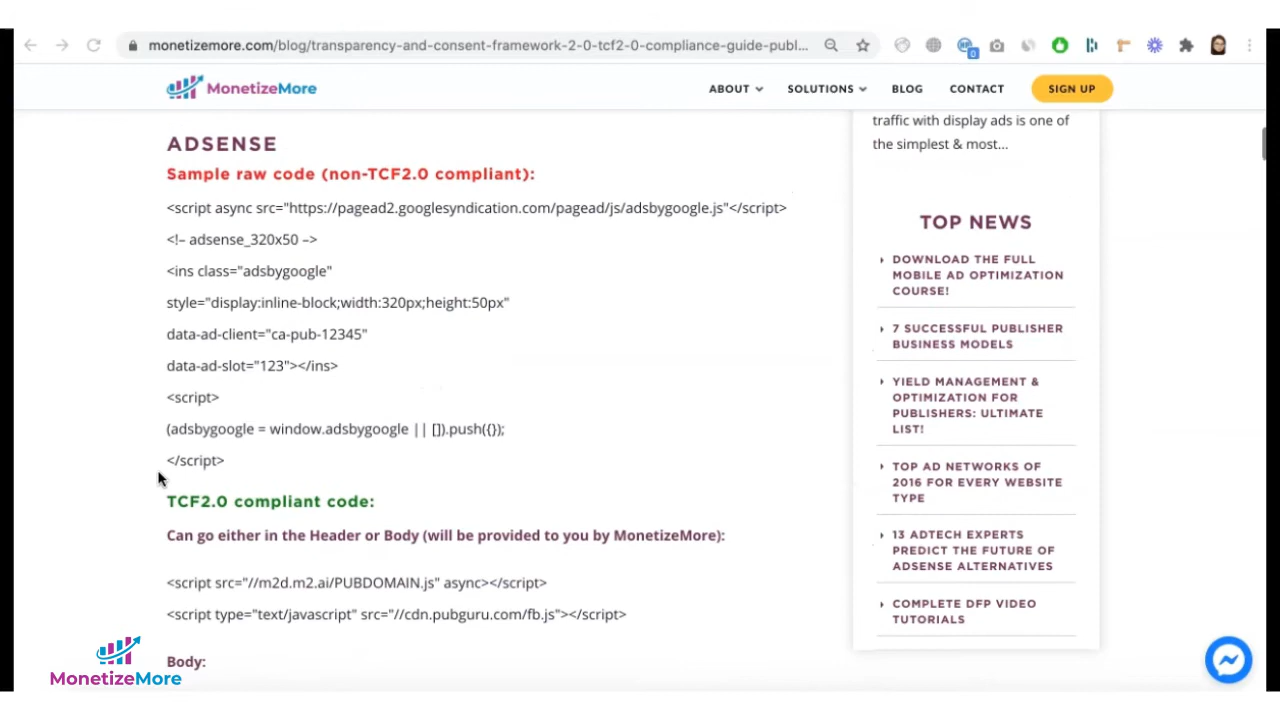 monetizemore.com/blog/transparency-and-consent-framework-2-0-tcf2-0-compliance-guide-publ...
0
MonetizeMore
ABOUT
SOLUTIONS
BLOG
CONTACT
SIGN UP
ADSENSE
Sample raw code (non-TCF2.0 compliant):
<script async src="https://pagead2.googlesyndication.com/pagead/js/adsbygoogle.js"</script>
<!– adsense_320x50 –>
<ins class="adsbygoogle"
style="display:inline-block;width:320px;height:50px"
data-ad-client="ca-pub-12345"
data-ad-slot="123"></ins>
<script>
(adsbygoogle = window.adsbygoogle || []).push({});
</script>
TCF2.0 compliant code:
Can go either in the Header or Body (will be provided to you by MonetizeMore):
<script src="//m2d.m2.ai/PUBDOMAIN.js" async></script>
<script type="text/javascript" src="//cdn.pubguru.com/fb.js"></script>
Body:
traffic with display ads is one of
the simplest & most...
TOP NEWS
DOWNLOAD THE FULL
MOBILE AD OPTIMIZATION
COURSE!
7 SUCCESSFUL PUBLISHER
BUSINESS MODELS
YIELD MANAGEMENT &
OPTIMIZATION FOR
PUBLISHERS: ULTIMATE
LIST!
TOP AD NETWORKS OF
2016 FOR EVERY WEBSITE
TYPE
13 ADTECH EXPERTS
PREDICT THE FUTURE OF
ADSENSE ALTERNATIVES
COMPLETE DFP VIDEO
TUTORIALS
MonetizeMore